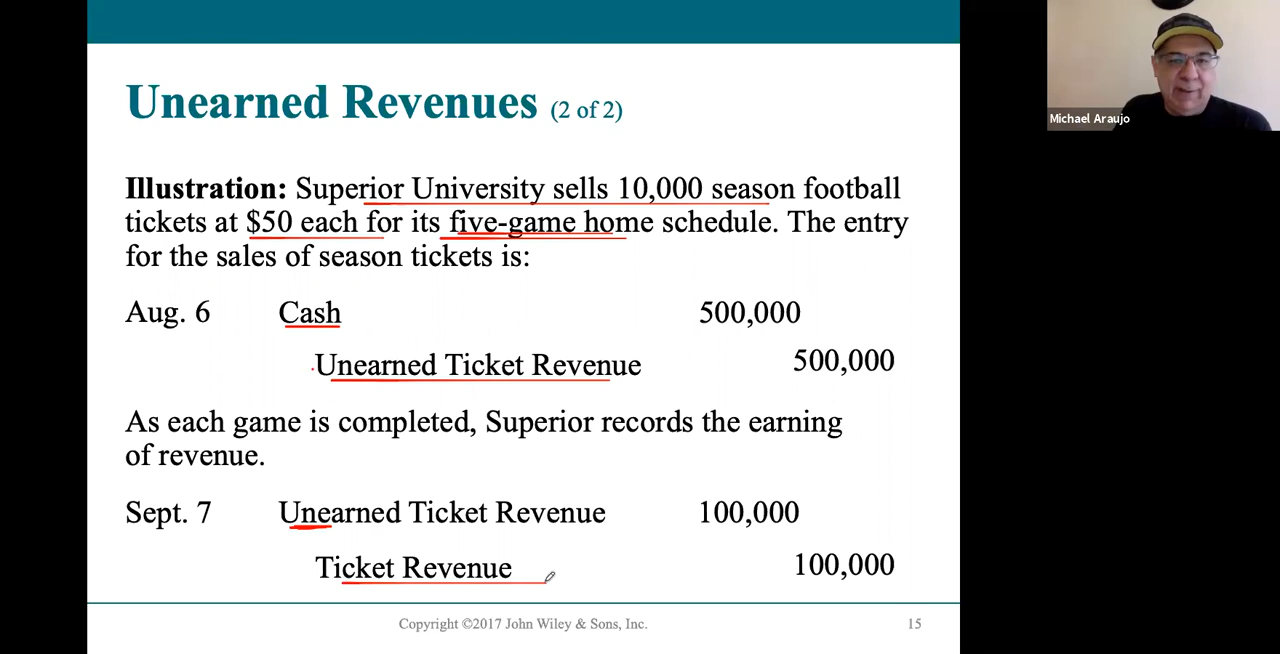 Unearned Revenues (2 of 2)
Illustration: Superior University sells 10,000 season football
tickets at $50 each for its five-game home schedule. The entry
for the sales of season tickets is:
Aug. 6 Cash 500,000
Unearned Ticket Revenue 500,000
As each game is completed, Superior records the earning
of revenue.
Sept. 7 Unearned Ticket Revenue 100,000
Ticket Revenue 100,000
Copyright ©2017 John Wiley & Sons, Inc. 15
Michael Araujo